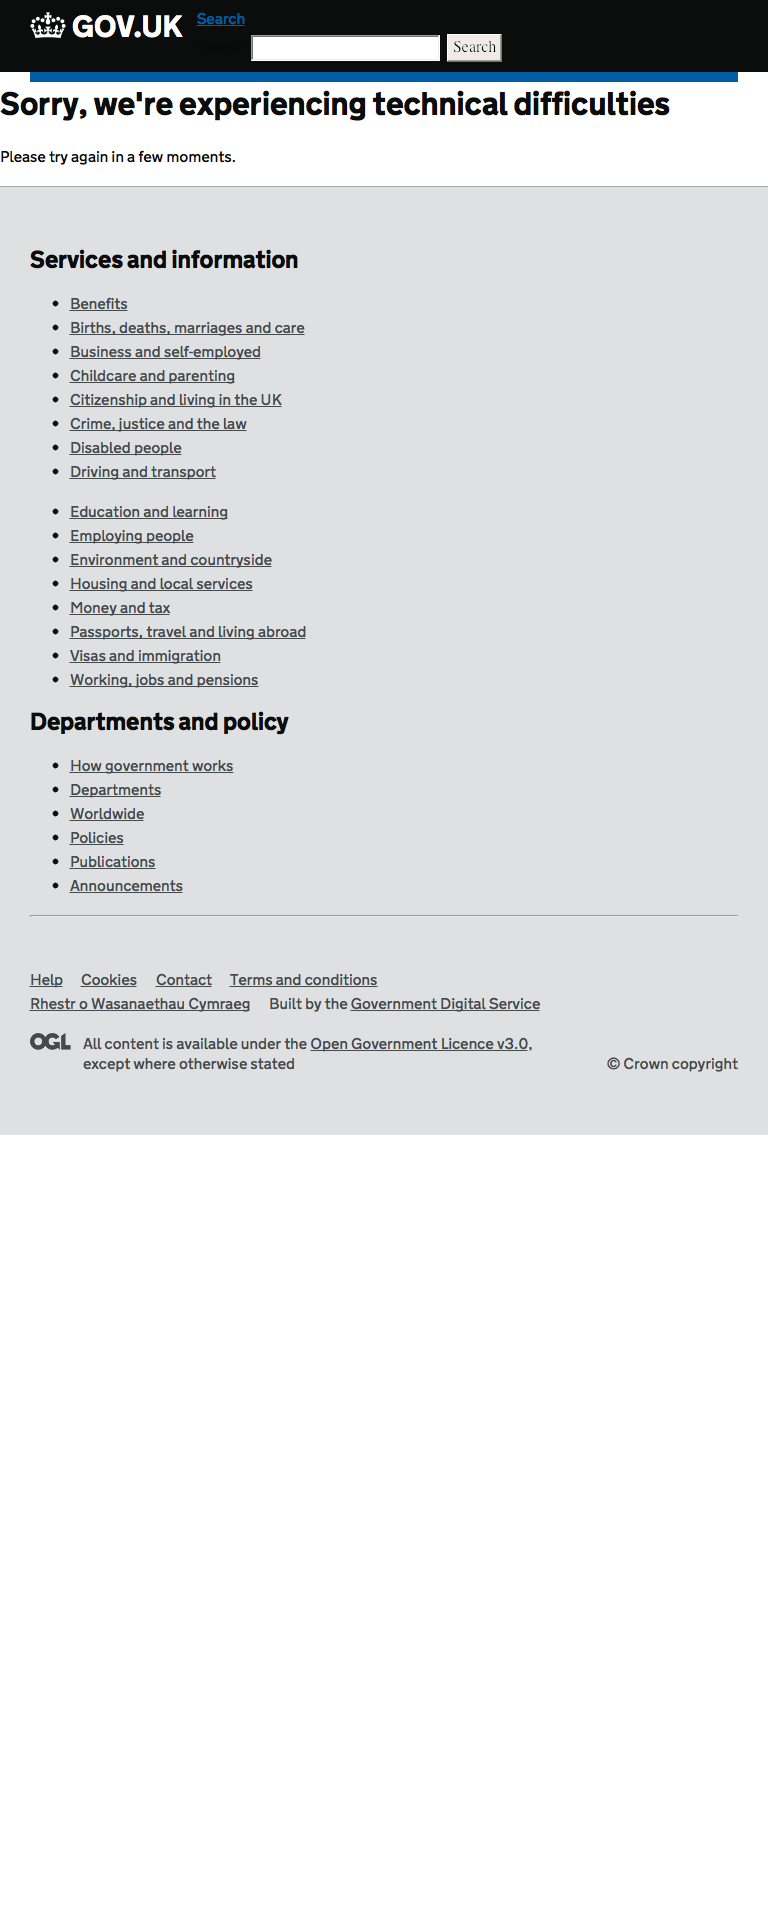 GOV.UK
Search
Search
Sorry, we're experiencing technical difficulties
Please try again in a few moments.
Services and information
Benefits
Births, deaths, marriages and care
Business and self-employed
Childcare and parenting
Citizenship and living in the UK
Crime, justice and the law
Disabled people
Driving and transport
Education and learning
Employing people
Environment and countryside
Housing and local services
Money and tax
Passports, travel and living abroad
Visas and immigration
Working, jobs and pensions
Departments and policy
How government works
Departments
Worldwide
Policies
Publications
Announcements
Help Cookies Contact Terms and conditions
Rhestr o Wasanaethau Cymraeg Built by the Government Digital Service
OGL All content is available under the Open Government Licence v3.0,
except where otherwise stated © Crown copyright